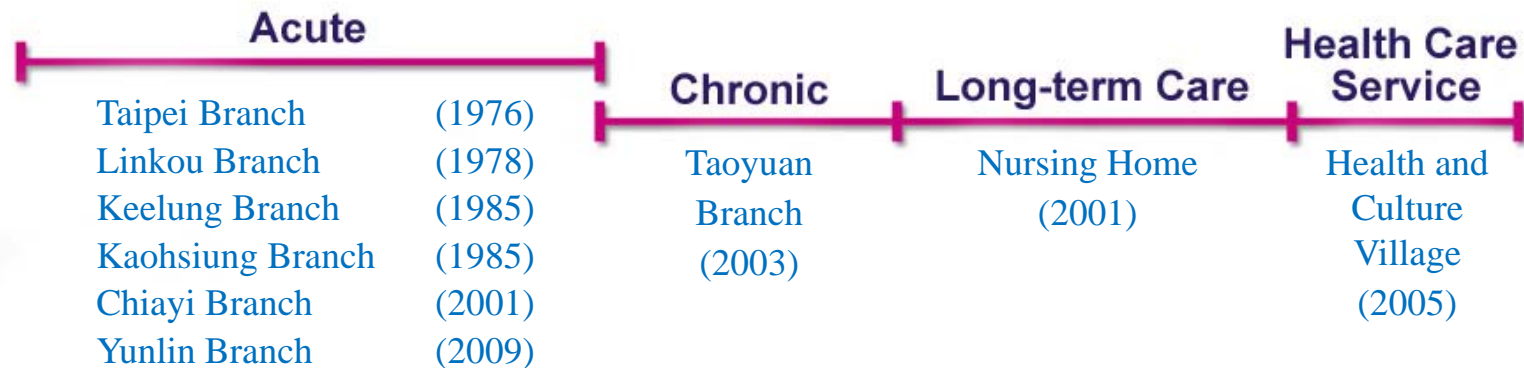 Acute
Taipei Branch (1976)
Linkou Branch (1978)
Keelung Branch (1985)
Kaohsiung Branch (1985)
Chiayi Branch (2001)
Yunlin Branch (2009)
Chronic
Taoyuan
Branch
(2003)
Long-term Care
Nursing Home
(2001)
Health Care
Service
Health and
Culture
Village
(2005)